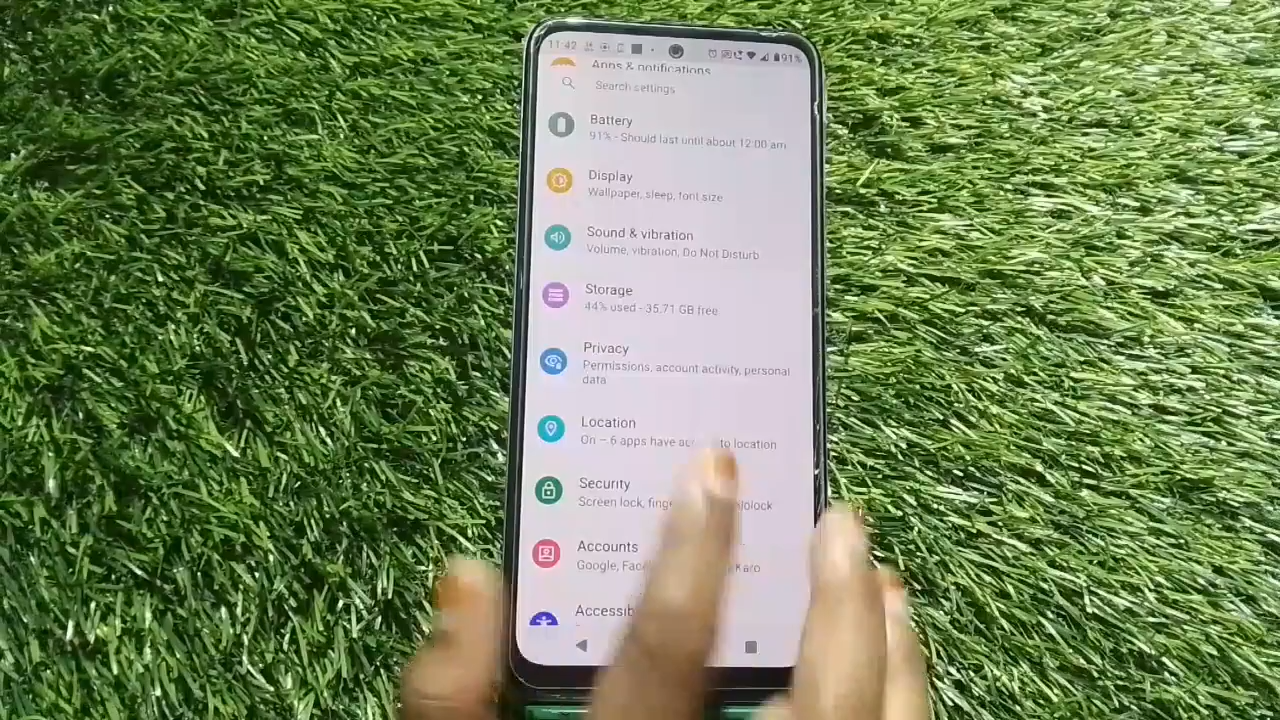 11:42
91%
Apps & notifications
Search settings
Battery
91% - Should last until about 12:00 am
Display
Wallpaper, sleep, font size
Sound & vibration
Volume, vibration, Do Not Disturb
Storage
44% used - 35.71 GB free
Privacy
Permissions, account activity, personal
data
Location
On – 6 apps have to location
Security
Screen lock,
Accounts
Google, Karo